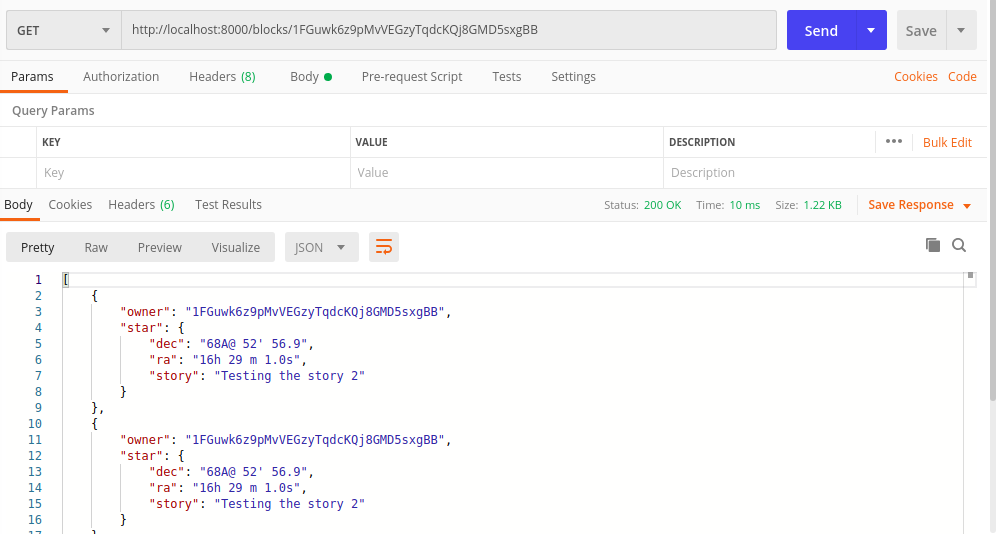 GET http://localhost:8000/blocks/1FGuwk6z9pMvVEGzyTqdcKQj8GMD5sxgBB Send Save
Params Authorization Headers (8) Body Pre-request Script Tests Settings Cookies Code
Query Params
KEY VALUE DESCRIPTION ••• Bulk Edit
Key Value Description
Body Cookies Headers (6) Test Results Status: 200 OK Time: 10 ms Size: 1.22 KB Save Response
Pretty Raw Preview Visualize JSON
1 [
2 {
3 "owner": "1FGuwk6z9pMvVEGzyTqdcKQj8GMD5sxgBB",
4 "star": {
5 "dec": "68A@ 52' 56.9",
6 "ra": "16h 29 m 1.0s",
7 "story": "Testing the story 2"
8 }
9 },
10 {
11 "owner": "1FGuwk6z9pMvVEGzyTqdcKQj8GMD5sxgBB",
12 "star": {
13 "dec": "68A@ 52' 56.9",
14 "ra": "16h 29 m 1.0s",
15 "story": "Testing the story 2"
16 }